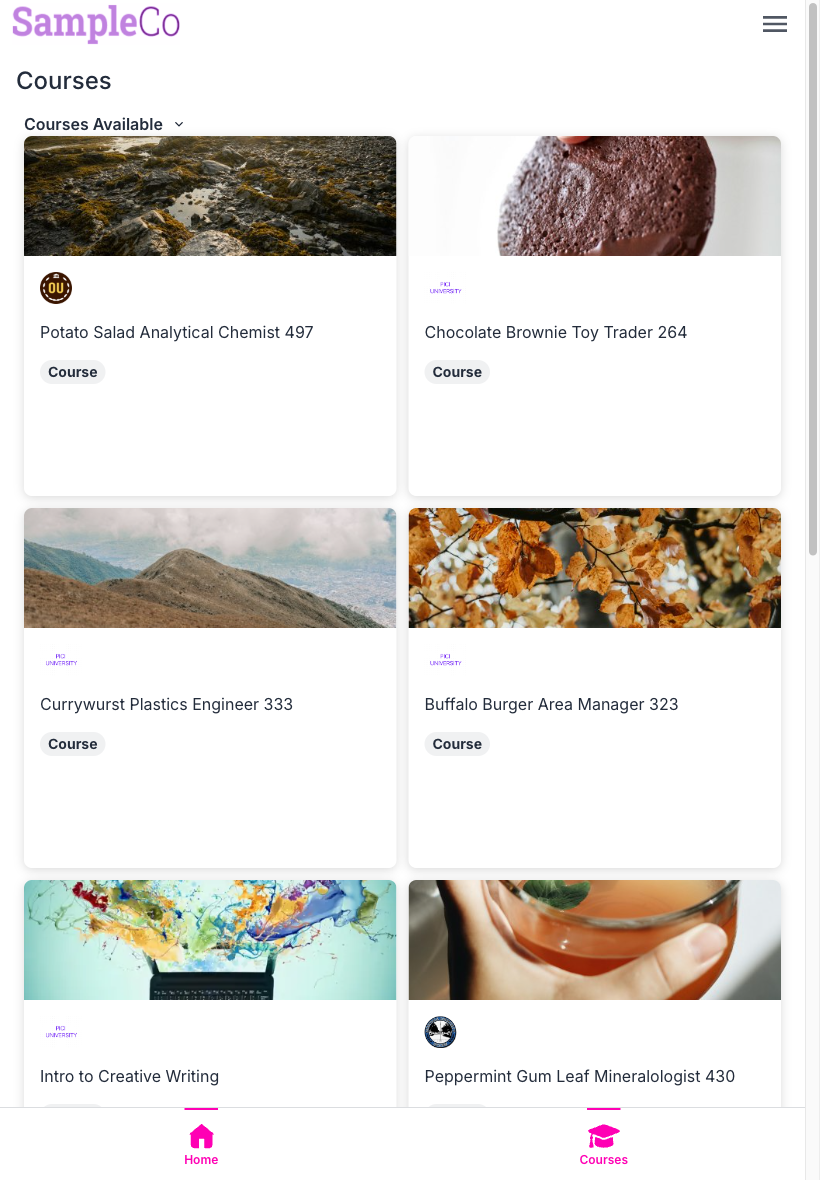 SampleCo
Courses
Courses Available
OU
Potato Salad Analytical Chemist 497
Course
PICI
UNIVERSITY
Chocolate Brownie Toy Trader 264
Course
PICI
UNIVERSITY
Currywurst Plastics Engineer 333
Course
PICI
UNIVERSITY
Buffalo Burger Area Manager 323
Course
PICI
UNIVERSITY
Intro to Creative Writing
Peppermint Gum Leaf Mineralologist 430
Home
Courses